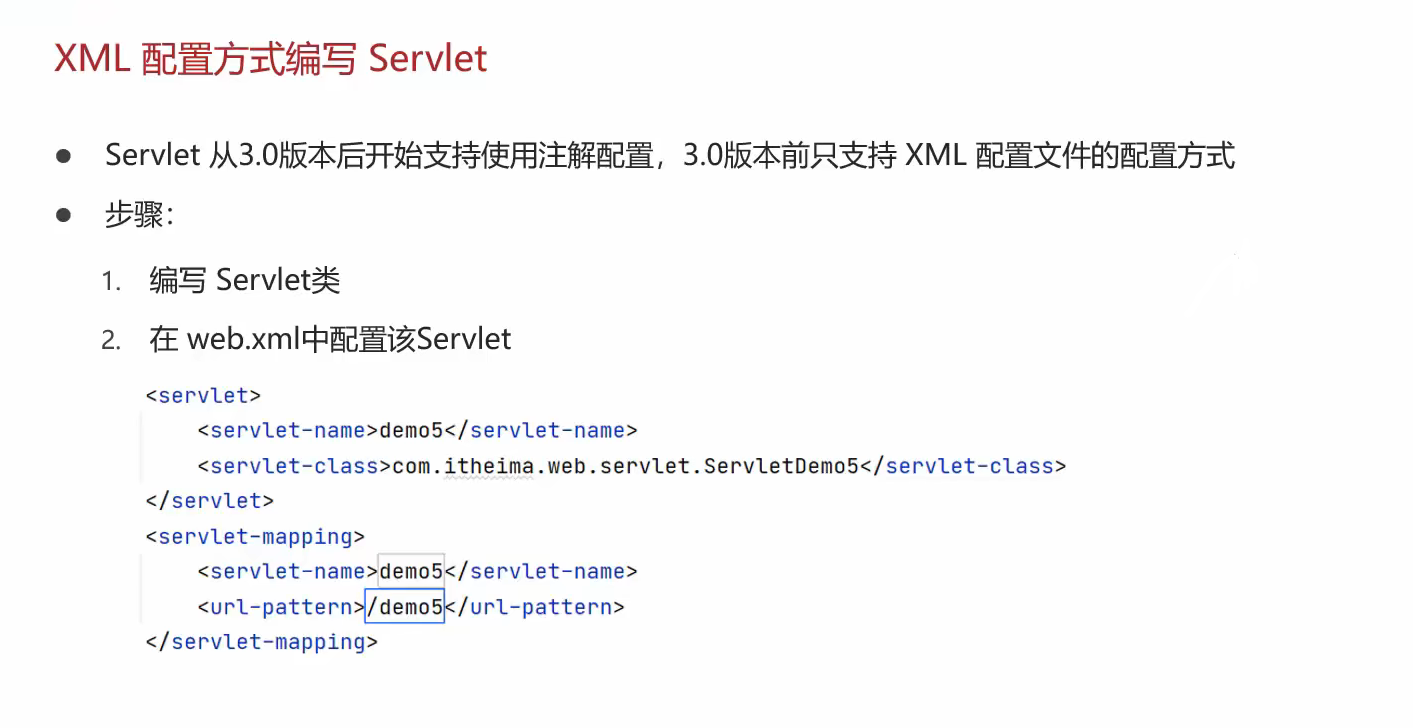 XML 配置方式编写 Servlet
● Servlet 从3.0版本后开始支持使用注解配置，3.0版本前只支持 XML 配置文件的配置方式
● 步骤：
1. 编写 Servlet类
2. 在 web.xml中配置该Servlet
<servlet>
    <servlet-name>demo5</servlet-name>
    <servlet-class>com.itheima.web.servlet.ServletDemo5</servlet-class>
</servlet>
<servlet-mapping>
    <servlet-name>demo5</servlet-name>
    <url-pattern>/demo5</url-pattern>
</servlet-mapping>